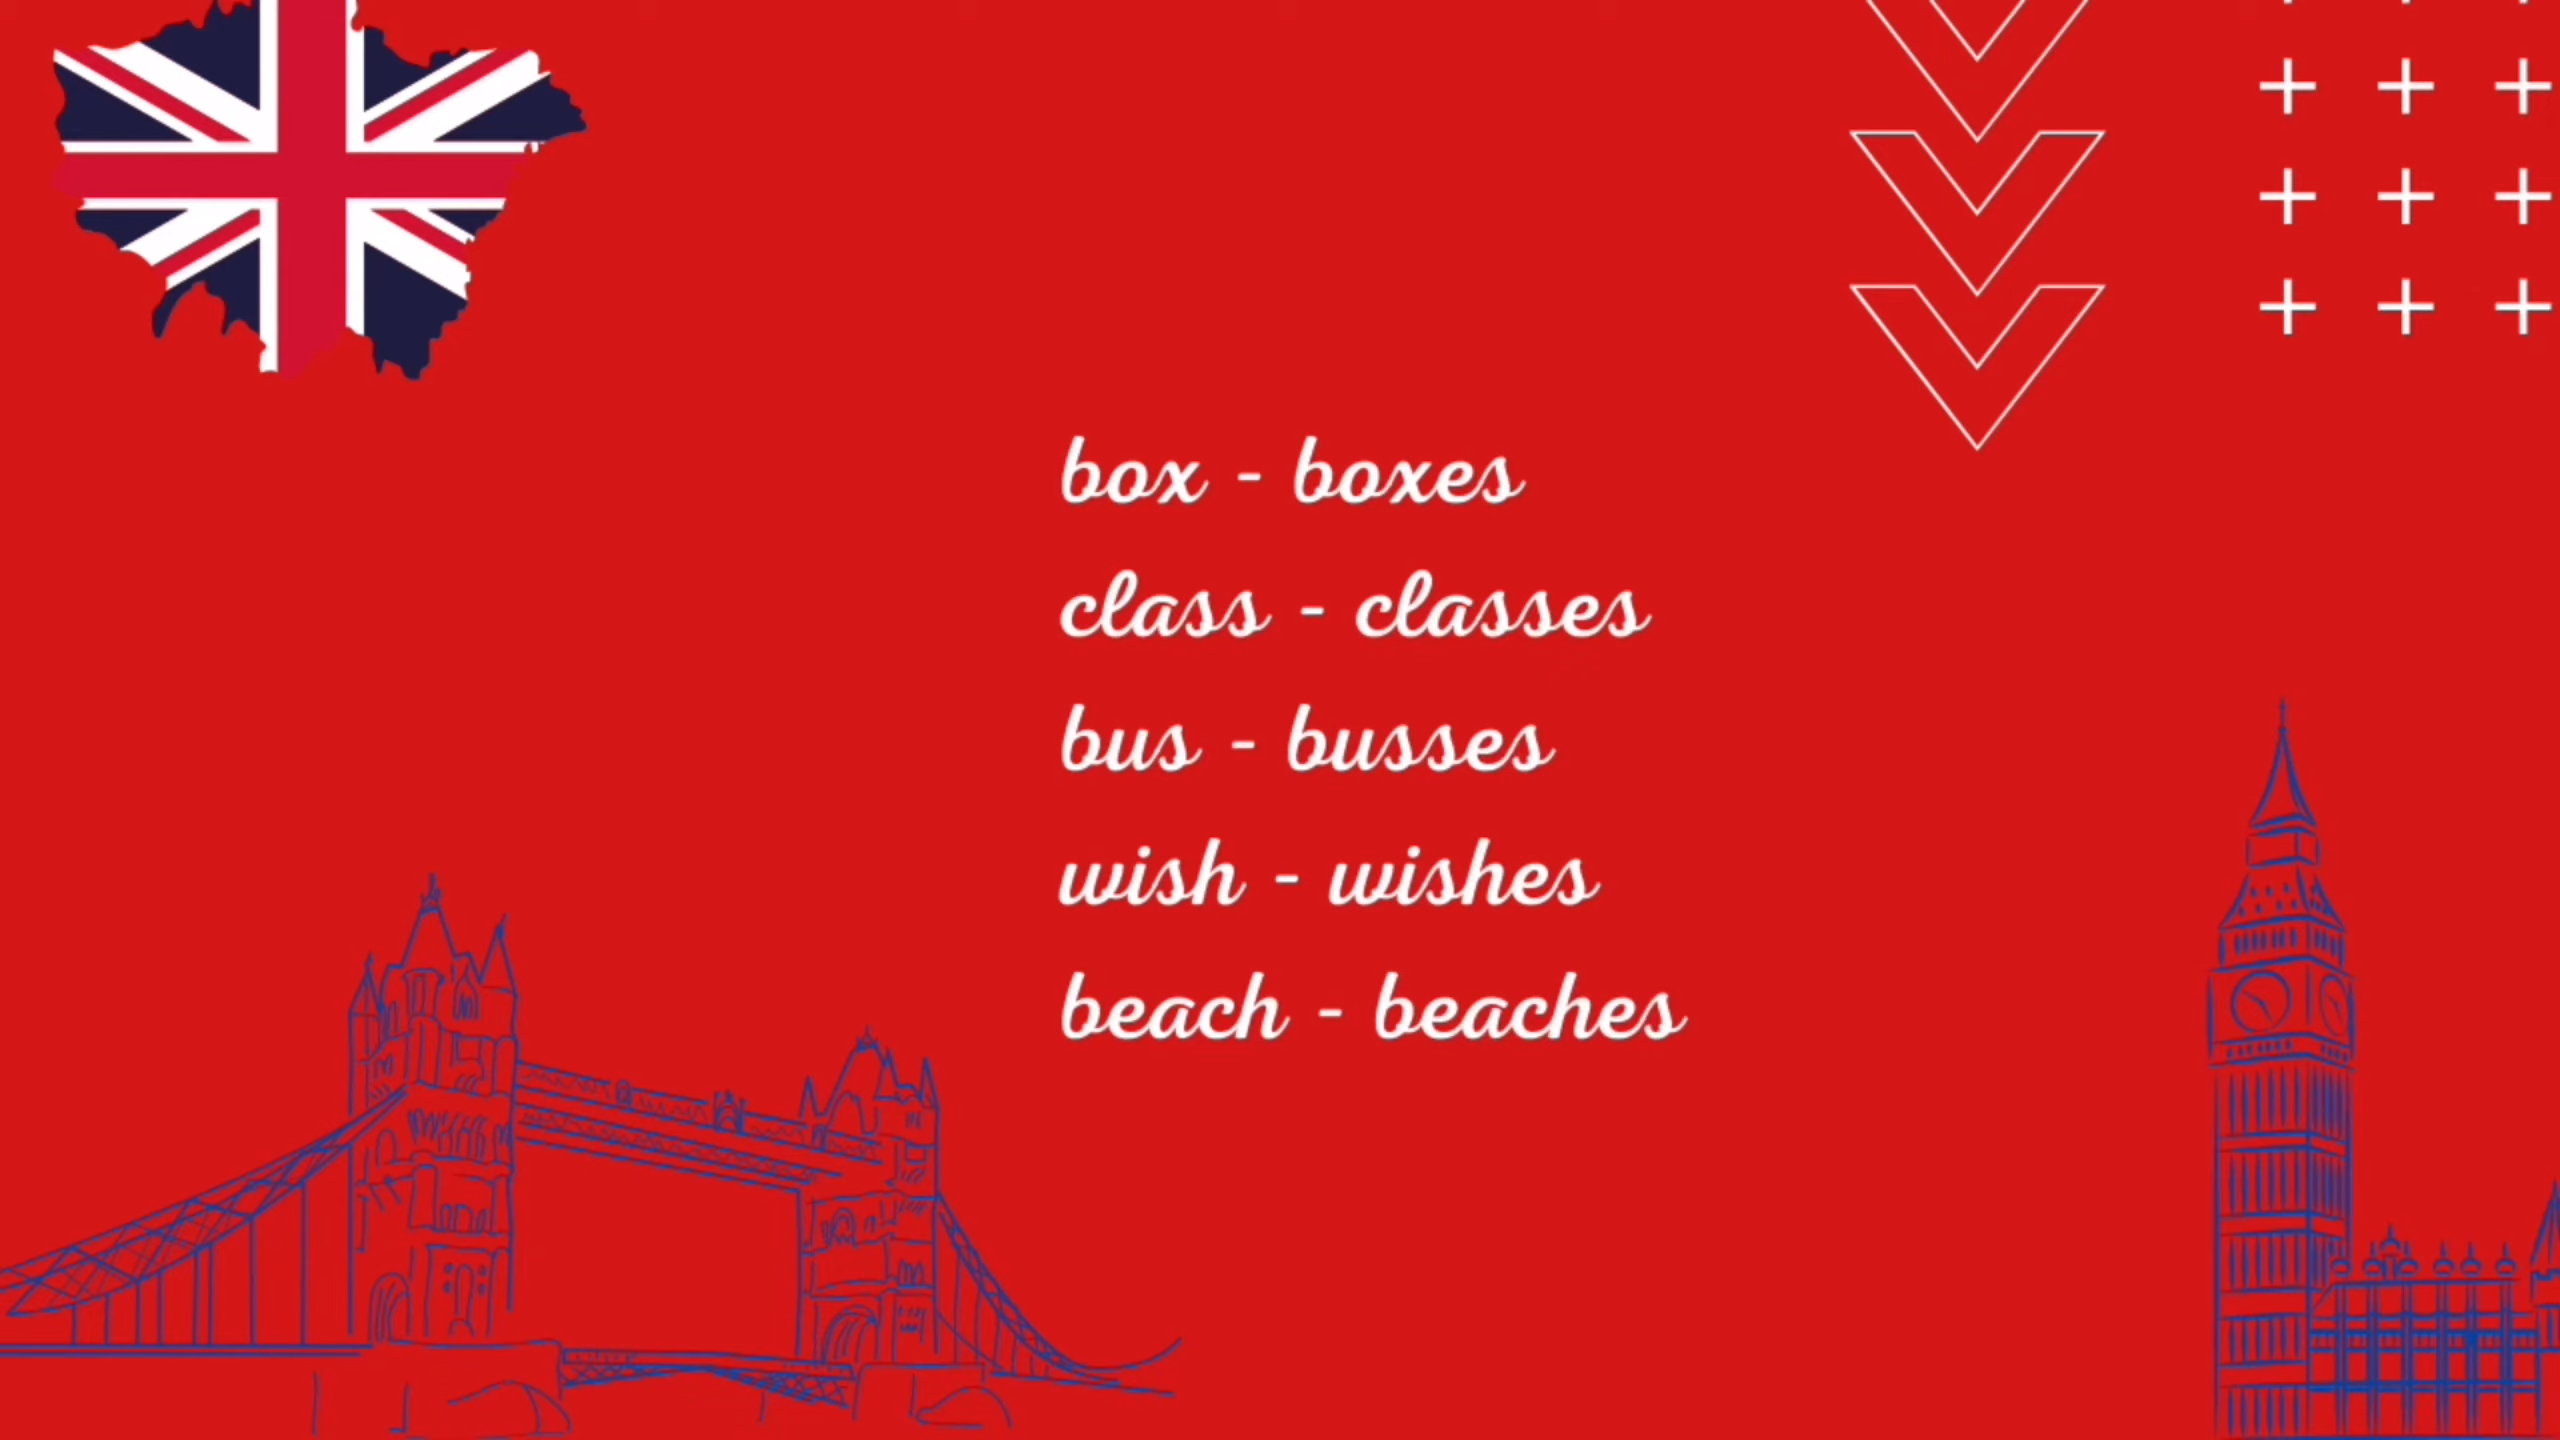 box - boxes
class - classes
bus - busses
wish - wishes
beach - beaches